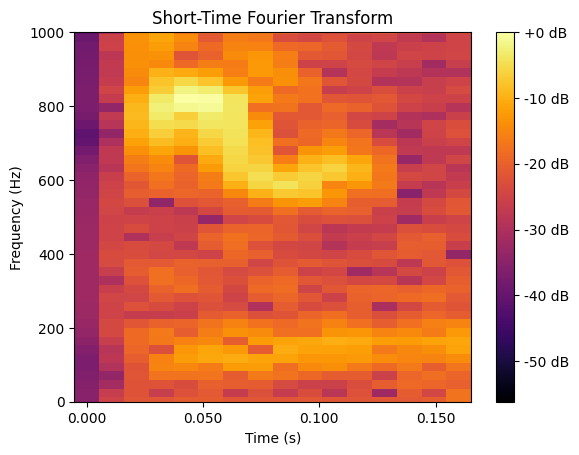 Short-Time Fourier Transform
Frequency (Hz)
1000
800
600
400
200
0
0.000
0.050
0.100
0.150
Time (s)
+0 dB
-10 dB
-20 dB
-30 dB
-40 dB
-50 dB